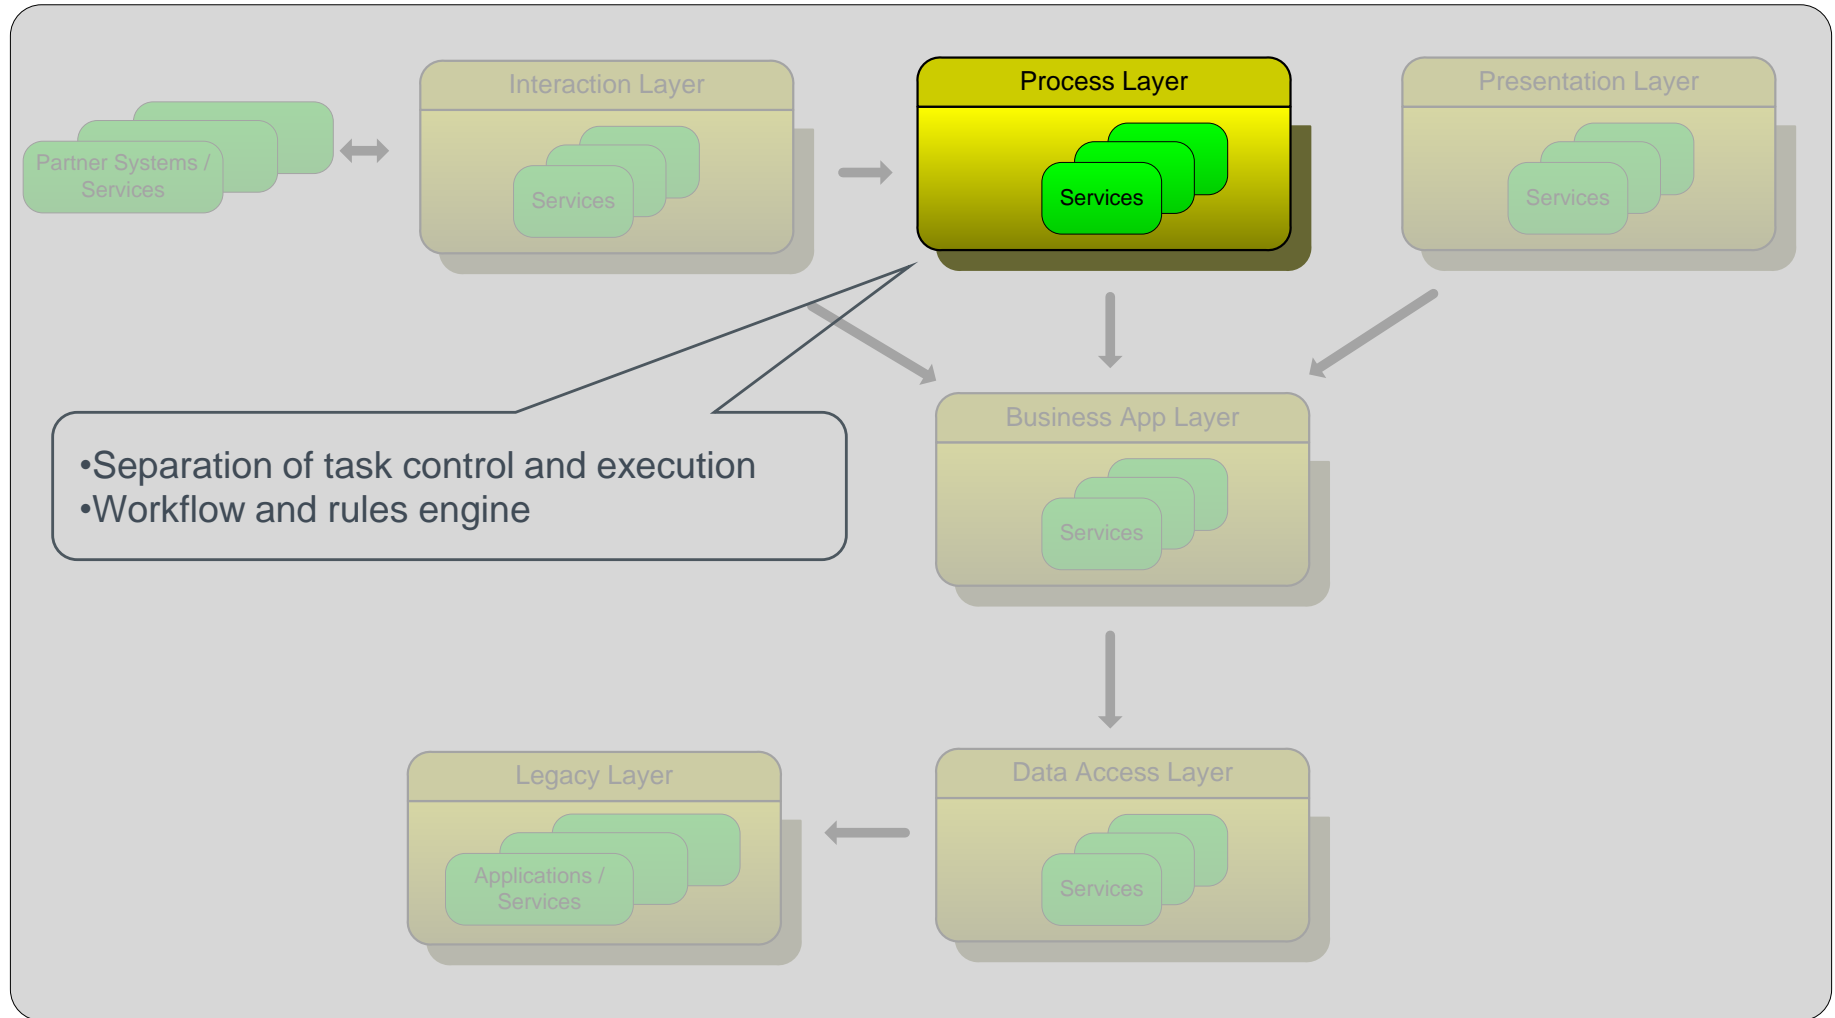 Interaction Layer
Process Layer
Presentation Layer
Partner Systems /
Services
Services
Services
Services
Business App Layer
•Separation of task control and execution
•Workflow and rules engine
Services
Legacy Layer
Data Access Layer
Applications /
Services
Services